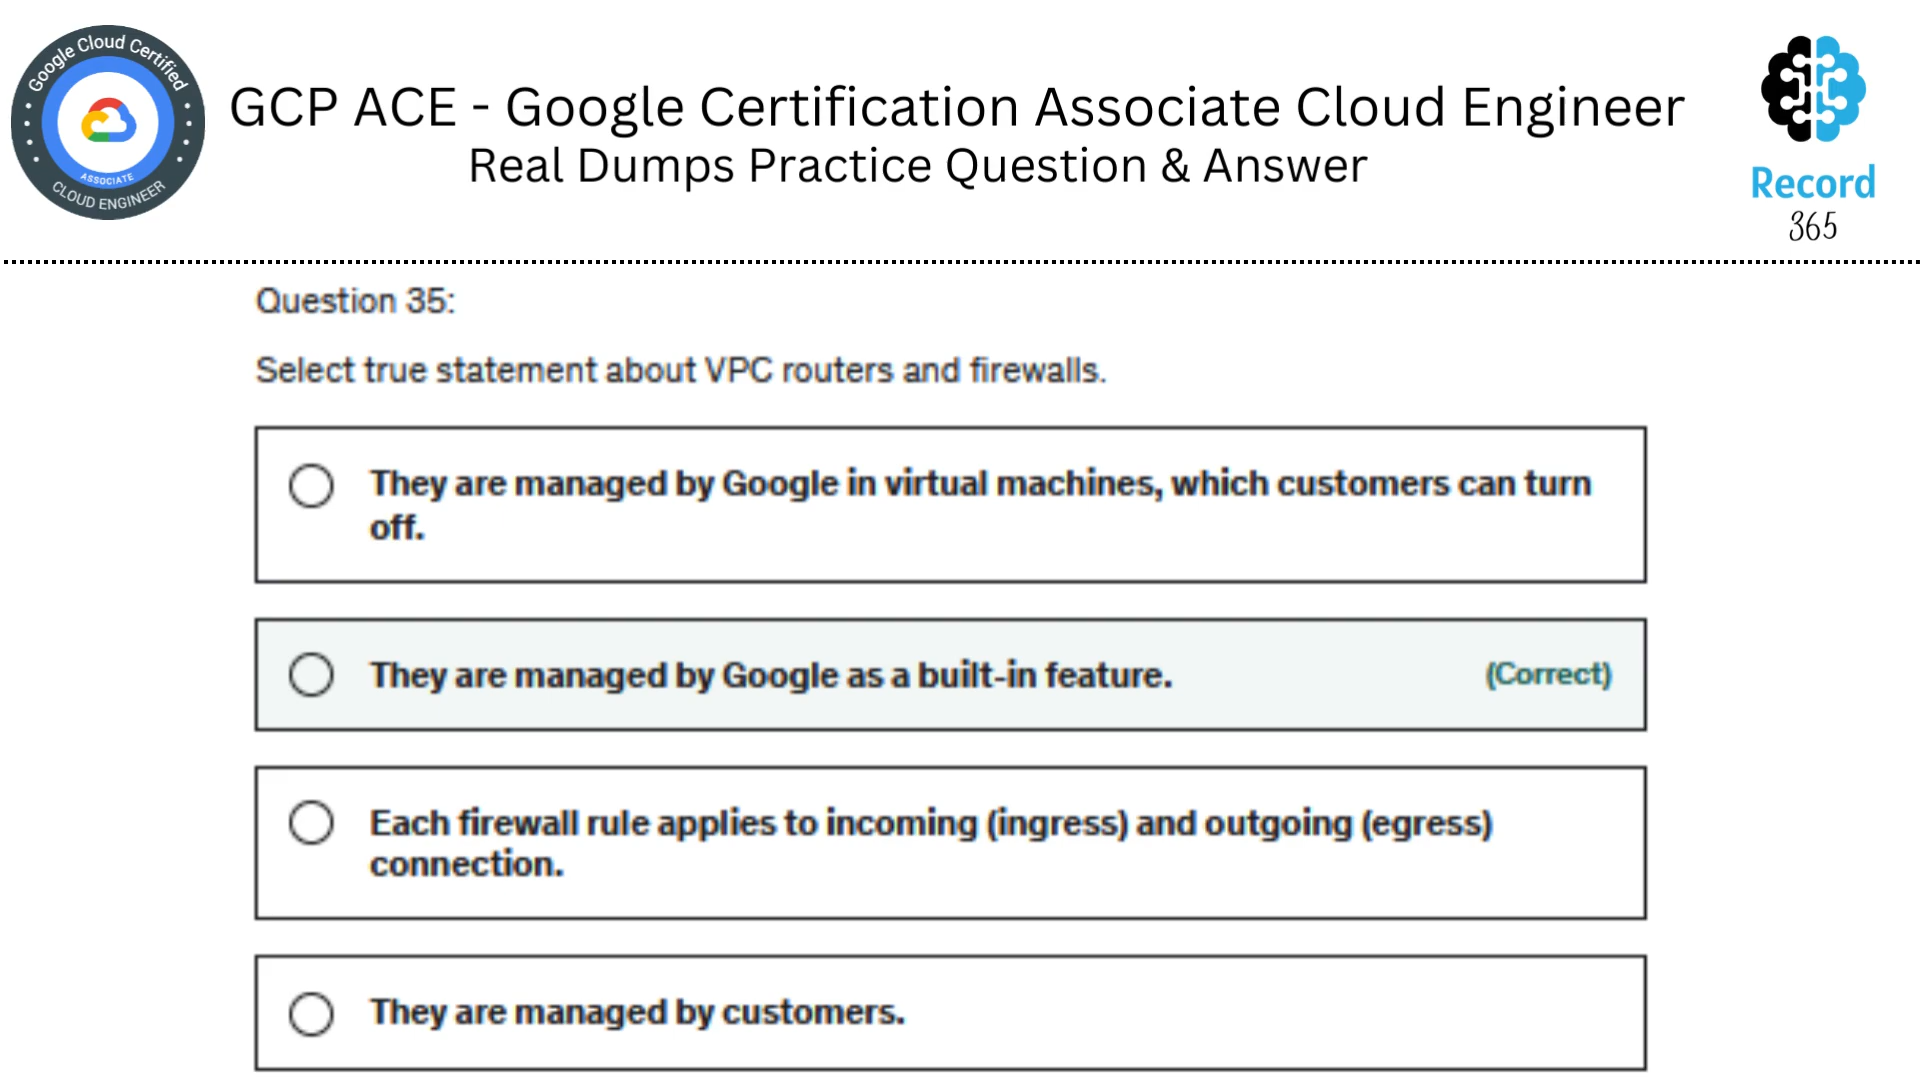 Google Cloud Certified
ASSOCIATE
CLOUD ENGINEER
GCP ACE - Google Certification Associate Cloud Engineer
Real Dumps Practice Question & Answer
Record
365
Question 35:
Select true statement about VPC routers and firewalls.
They are managed by Google in virtual machines, which customers can turn
off.
They are managed by Google as a built-in feature. (Correct)
Each firewall rule applies to incoming (ingress) and outgoing (egress)
connection.
They are managed by customers.